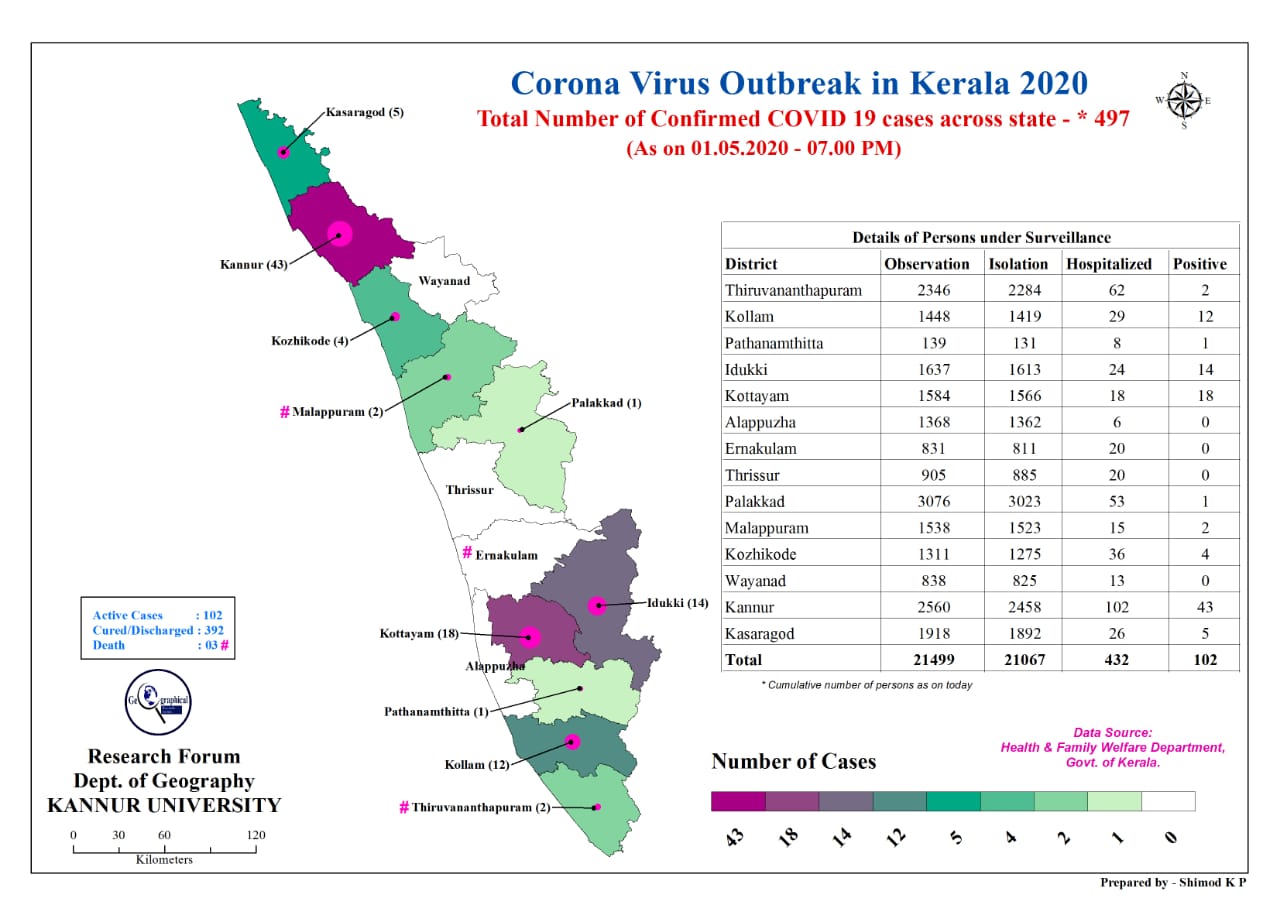 Corona Virus Outbreak in Kerala 2020
Total Number of Confirmed COVID 19 cases across state - * 497
(As on 01.05.2020 - 07.00 PM)
N
W E
S
Kasaragod (5)
Kannur (43)
Wayanad
Kozhikode (4)
# Malappuram (2)
Palakkad (1)
Thrissur
# Ernakulam
Idukki (14)
Kottayam (18)
Alappuzha
Pathanamthitta (1)
Kollam (12)
# Thiruvananthapuram (2)
Details of Persons under Surveillance
District Observation Isolation Hospitalized Positive
Thiruvananthapuram 2346 2284 62 2
Kollam 1448 1419 29 12
Pathanamthitta 139 131 8 1
Idukki 1637 1613 24 14
Kottayam 1584 1566 18 18
Alappuzha 1368 1362 6 0
Ernakulam 831 811 20 0
Thrissur 905 885 20 0
Palakkad 3076 3023 53 1
Malappuram 1538 1523 15 2
Kozhikode 1311 1275 36 4
Wayanad 838 825 13 0
Kannur 2560 2458 102 43
Kasaragod 1918 1892 26 5
Total 21499 21067 432 102
* Cumulative number of persons as on today
Data Source:
Health & Family Welfare Department,
Govt. of Kerala.
Number of Cases
43 18 14 12 5 4 2 1 0
Active Cases : 102
Cured/Discharged : 392
Death : 03 #
Ge graphical
Research Forum
Dept. of Geography
KANNUR UNIVERSITY
0 30 60 120
Kilometers
Prepared by - Shimod K P